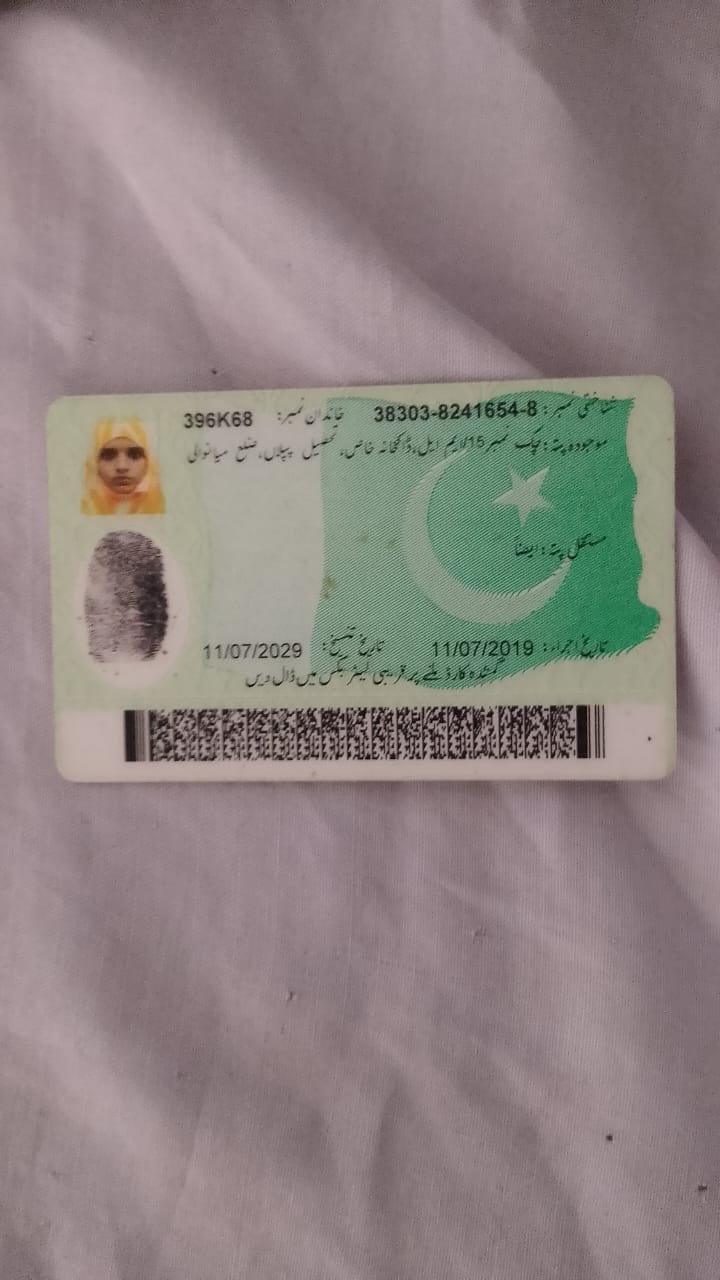 شناختی نمبر: 38303-8241654-8 خاندان نمبر: 396K68
موجودہ پتہ: چک نمبر 15/ایم ایل، ڈاکخانہ خاص، تحصیل پپلاں، ضلع میانوالی
مستقل پتہ: ایضاً
تاریخ اجراء: 11/07/2019 تاریخ تنسیخ: 11/07/2029
گمشدہ کارڈ ملنے پر قریبی لیٹر بکس میں ڈال دیں